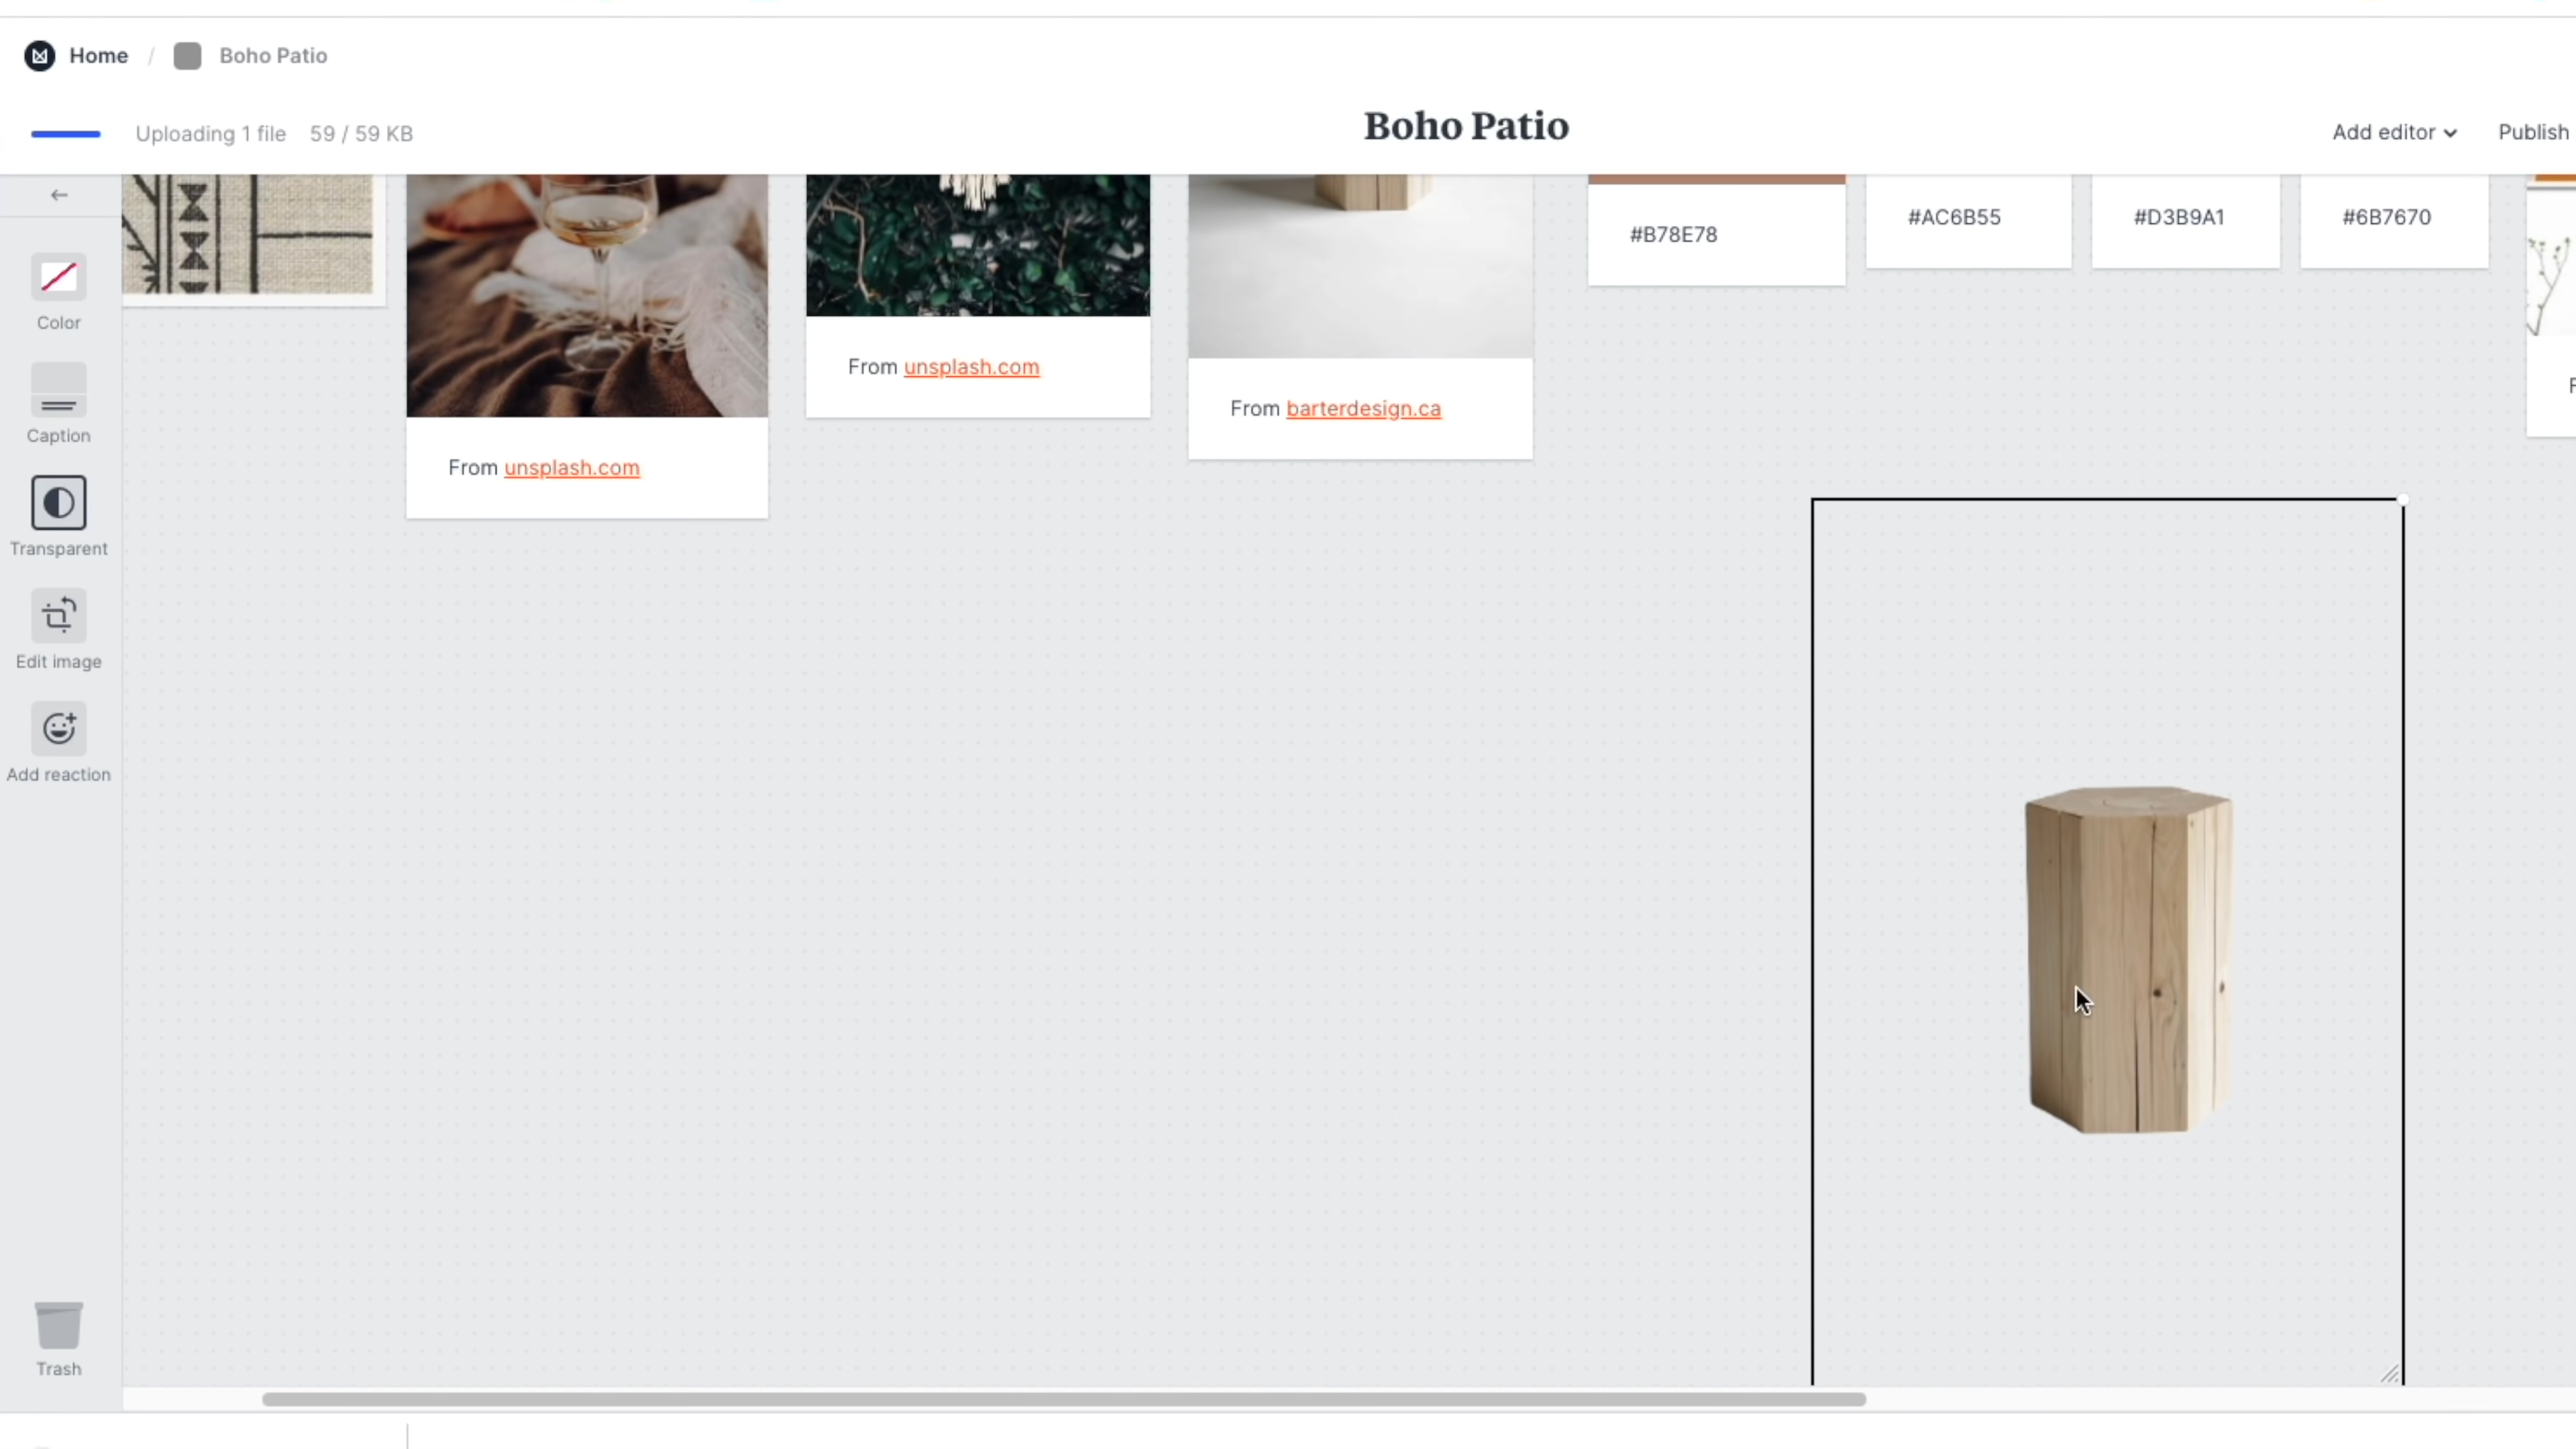 Home / Boho Patio
Uploading 1 file 59 / 59 KB
Boho Patio
Add editor
Publish
Color
Caption
Transparent
Edit image
Add reaction
Trash
From unsplash.com
From unsplash.com
From barterdesign.ca
#B78E78
#AC6B55
#D3B9A1
#6B7670